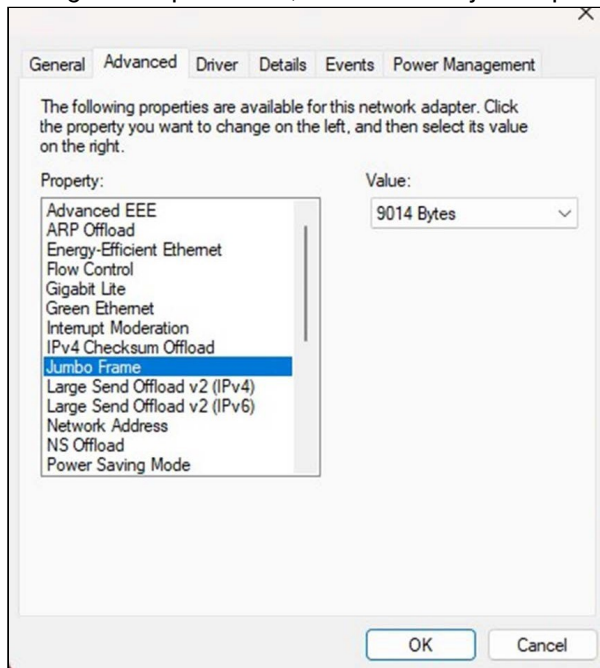 General Advanced Driver Details Events Power Management
The following properties are available for this network adapter. Click
the property you want to change on the left, and then select its value
on the right.
Property:
Value:
Advanced EEE
ARP Offload
Energy-Efficient Ethernet
Flow Control
Gigabit Lite
Green Ethernet
Interrupt Moderation
IPv4 Checksum Offload
Jumbo Frame
Large Send Offload v2 (IPv4)
Large Send Offload v2 (IPv6)
Network Address
NS Offload
Power Saving Mode
9014 Bytes
OK Cancel